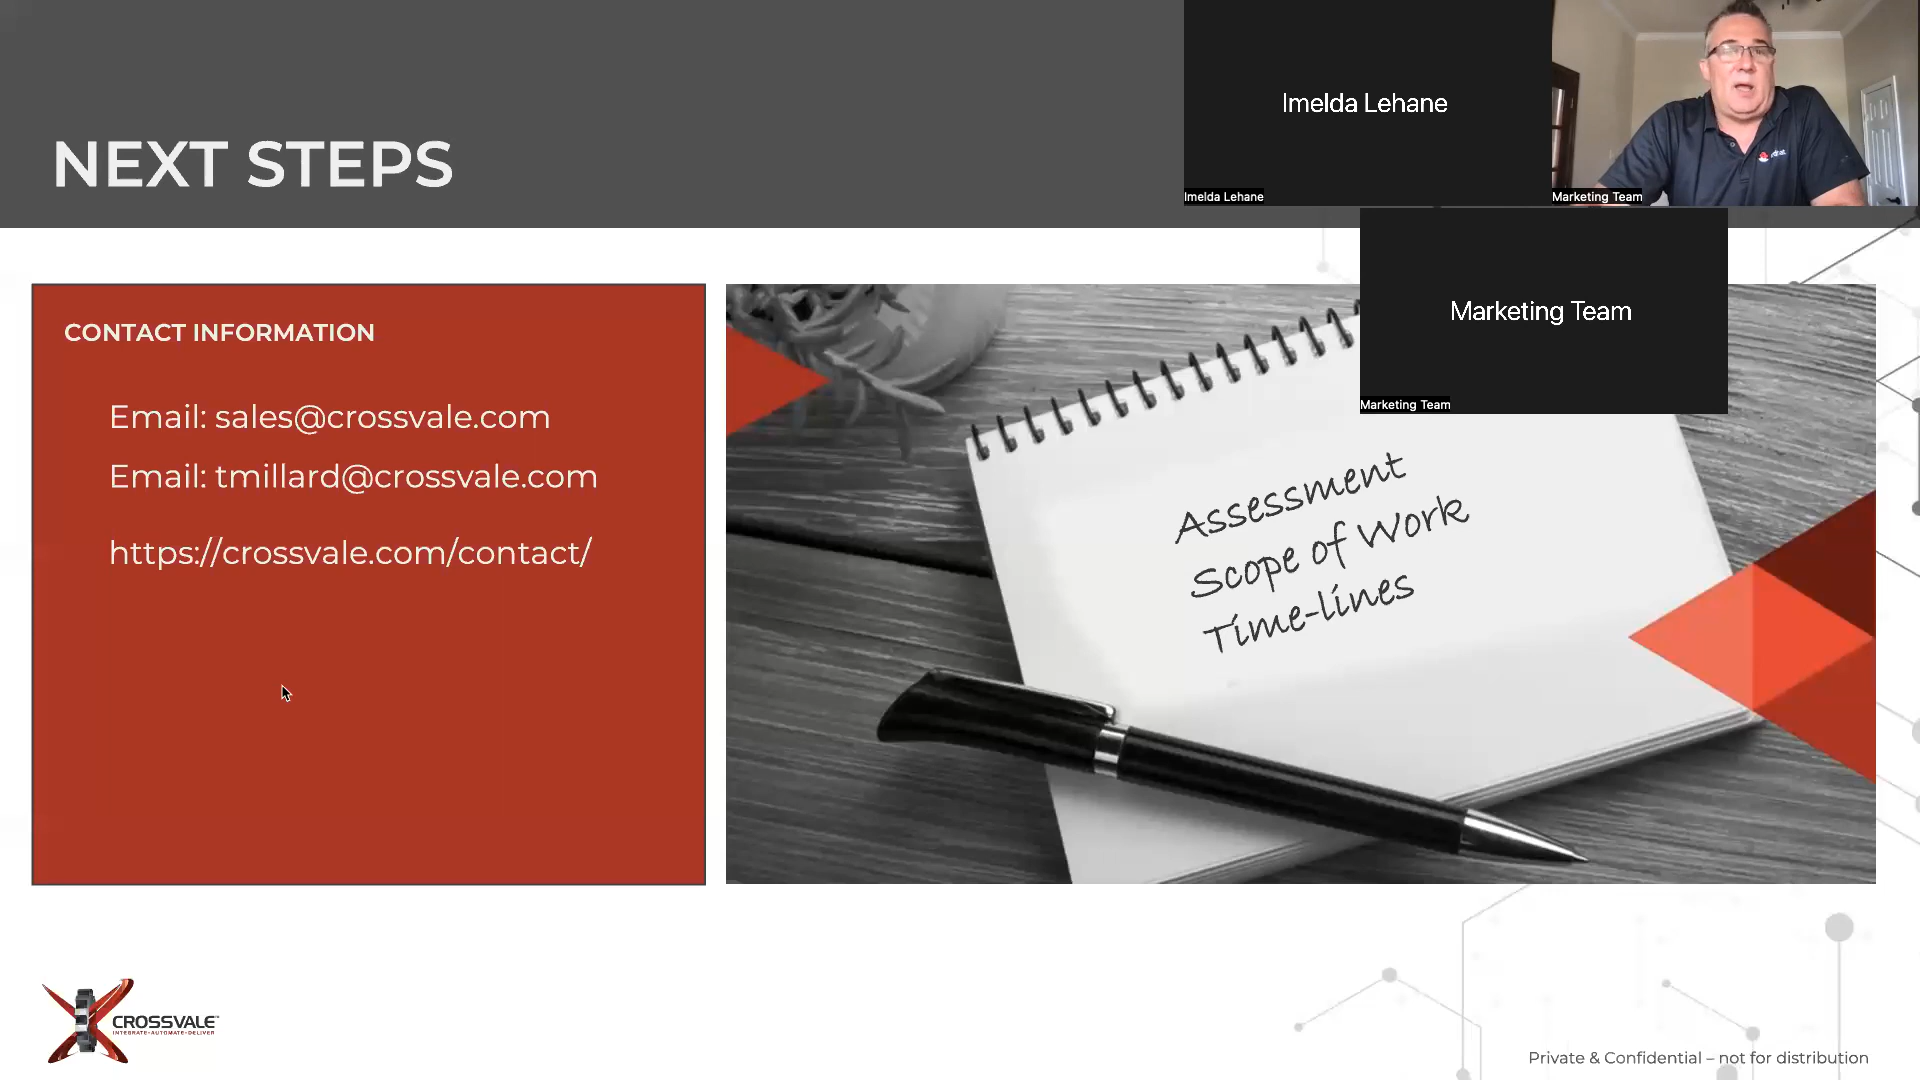 NEXT STEPS
Imelda Lehane
Imelda Lehane
Marketing Team
Marketing Team
Marketing Team
CONTACT INFORMATION
Email: sales@crossvale.com
Email: tmillard@crossvale.com
https://crossvale.com/contact/
Assessment
Scope of Work
Time-lines
CROSSVALE™
INTEGRATE•AUTOMATE•DELIVER
Private & Confidential – not for distribution